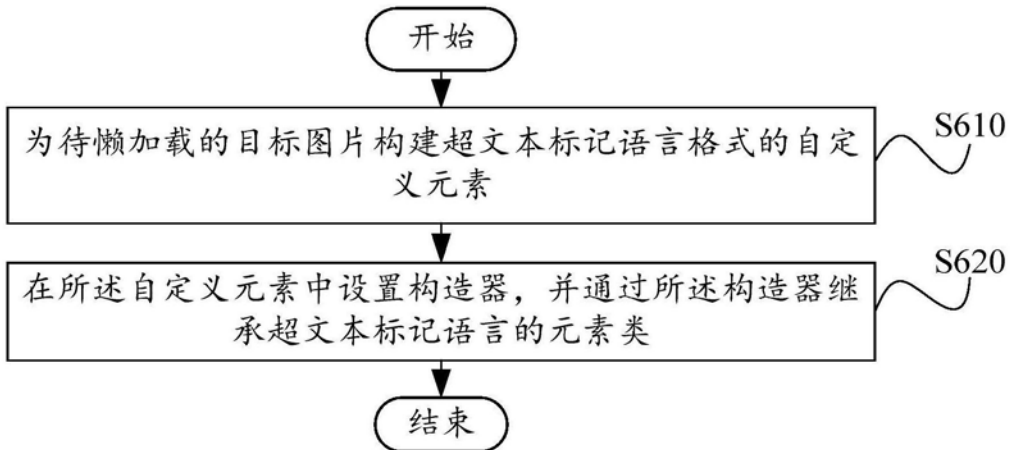 开始
为待懒加载的目标图片构建超文本标记语言格式的自定
义元素
S610
在所述自定义元素中设置构造器，并通过所述构造器继
承超文本标记语言的元素类
S620
结束